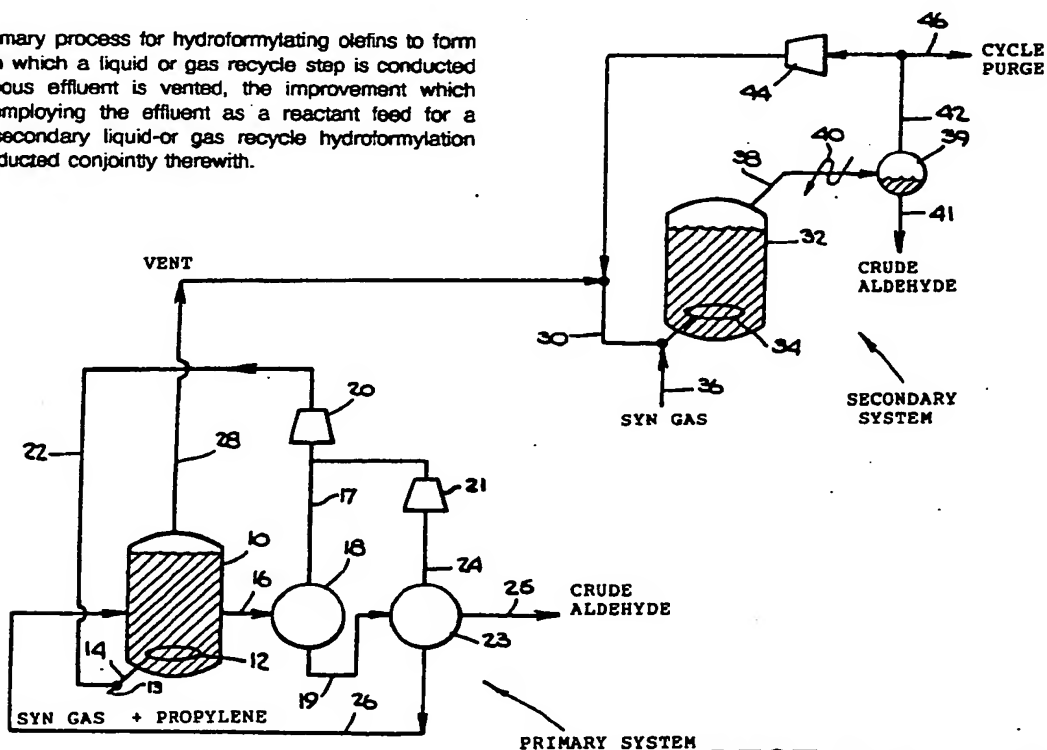 mary process for hydroformylating olefins to form
which a liquid or gas recycle step is conducted
ous effluent is vented, the improvement which
mploying the effluent as a reactant feed for a
secondary liquid-or gas recycle hydroformylation
ducted conjointly therewith.
46
CYCLE
PURGE
44
42
40
39
38
32
41
CRUDE
ALDEHYDE
VENT
30
34
36
SYN GAS
SECONDARY
SYSTEM
20
22
28
17
21
10
18
24
16
25
CRUDE
ALDEHYDE
23
14
12
13
19
SYN GAS + PROPYLENE
26
PRIMARY SYSTEM